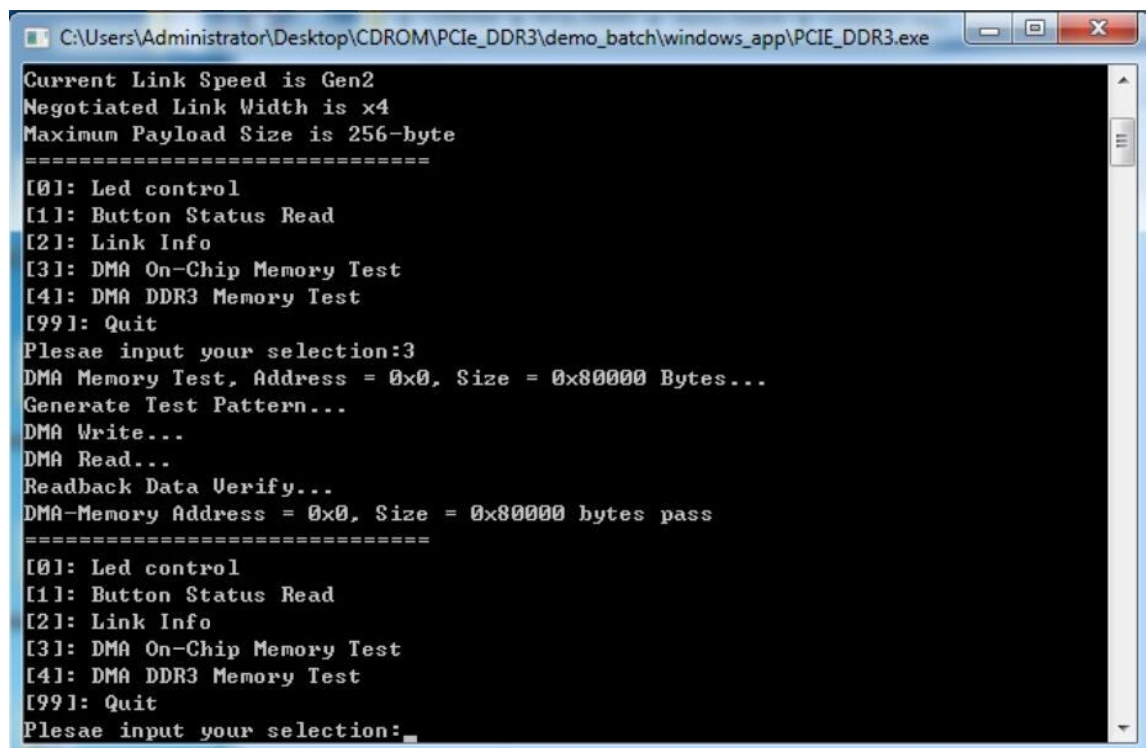 C:\Users\Administrator\Desktop\CDROM\PCIe_DDR3\demo_batch\windows_app\PCIE_DDR3.exe
Current Link Speed is Gen2
Negotiated Link Width is x4
Maximum Payload Size is 256-byte
==============================
[0]: Led control
[1]: Button Status Read
[2]: Link Info
[3]: DMA On-Chip Memory Test
[4]: DMA DDR3 Memory Test
[99]: Quit
Plesae input your selection:3
DMA Memory Test, Address = 0x0, Size = 0x80000 Bytes...
Generate Test Pattern...
DMA Write...
DMA Read...
Readback Data Verify...
DMA-Memory Address = 0x0, Size = 0x80000 bytes pass
==============================
[0]: Led control
[1]: Button Status Read
[2]: Link Info
[3]: DMA On-Chip Memory Test
[4]: DMA DDR3 Memory Test
[99]: Quit
Plesae input your selection:_